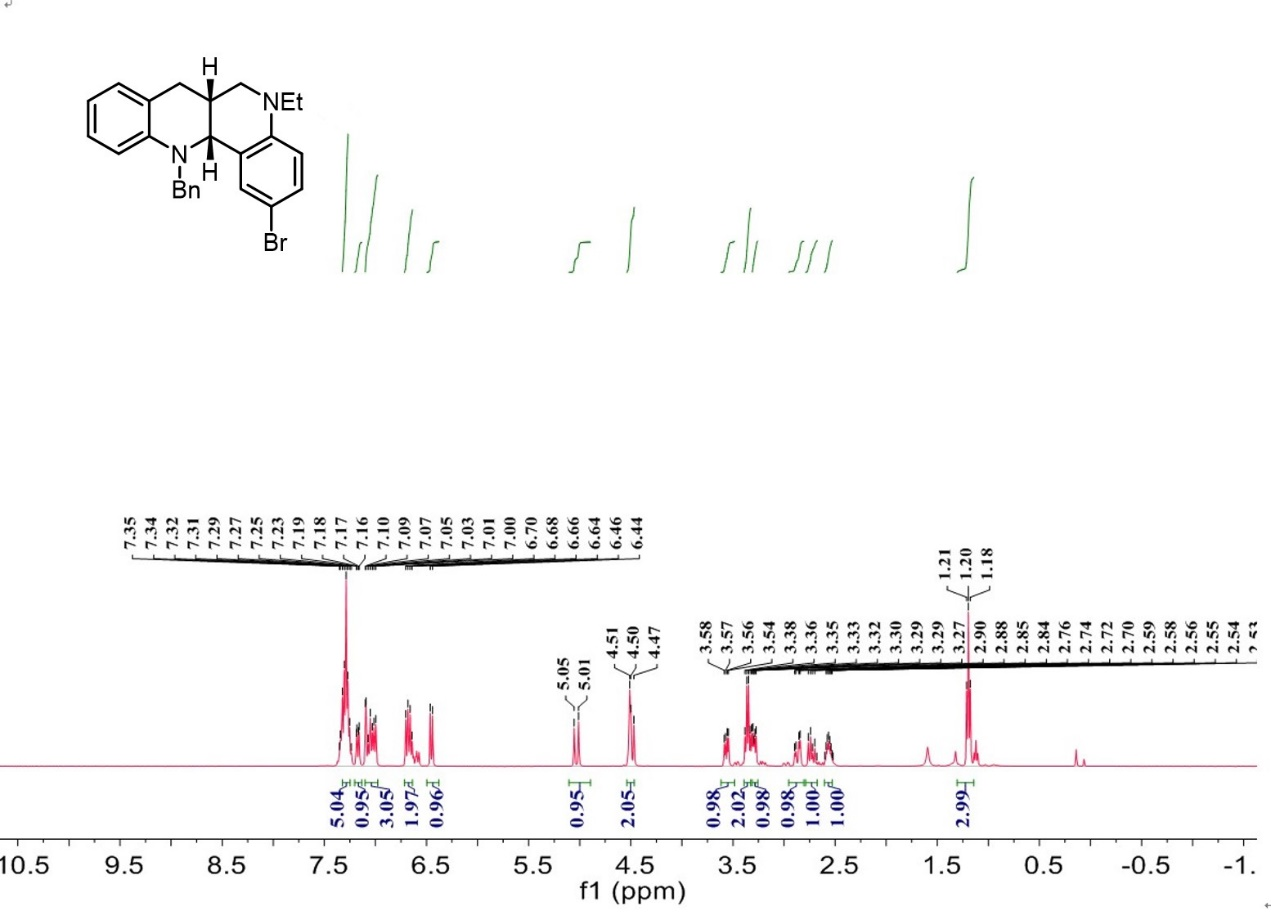 H
NEt
N
H
Bn
Br
7.35 7.34 7.32 7.31 7.29 7.27 7.25 7.23 7.19 7.18 7.17 7.16 7.10 7.09 7.07 7.05 7.03 7.01 7.00 6.70 6.68 6.66 6.64 6.46 6.44
5.05 5.01
4.51 4.50 4.47
3.58 3.57 3.56 3.54 3.38 3.36 3.35 3.33 3.32 3.30 3.29 3.29 3.27 2.90 2.88 2.85 2.84 2.76 2.74 2.72 2.70 2.59 2.58 2.56 2.55 2.54 2.53
1.21 1.20 1.18
5.04 0.95 3.05 1.97 0.96 0.95 2.05 0.98 2.02 0.98 0.98 1.00 1.00 2.99
10.5 9.5 8.5 7.5 6.5 5.5 4.5 3.5 2.5 1.5 0.5 -0.5 -1.
f1 (ppm)